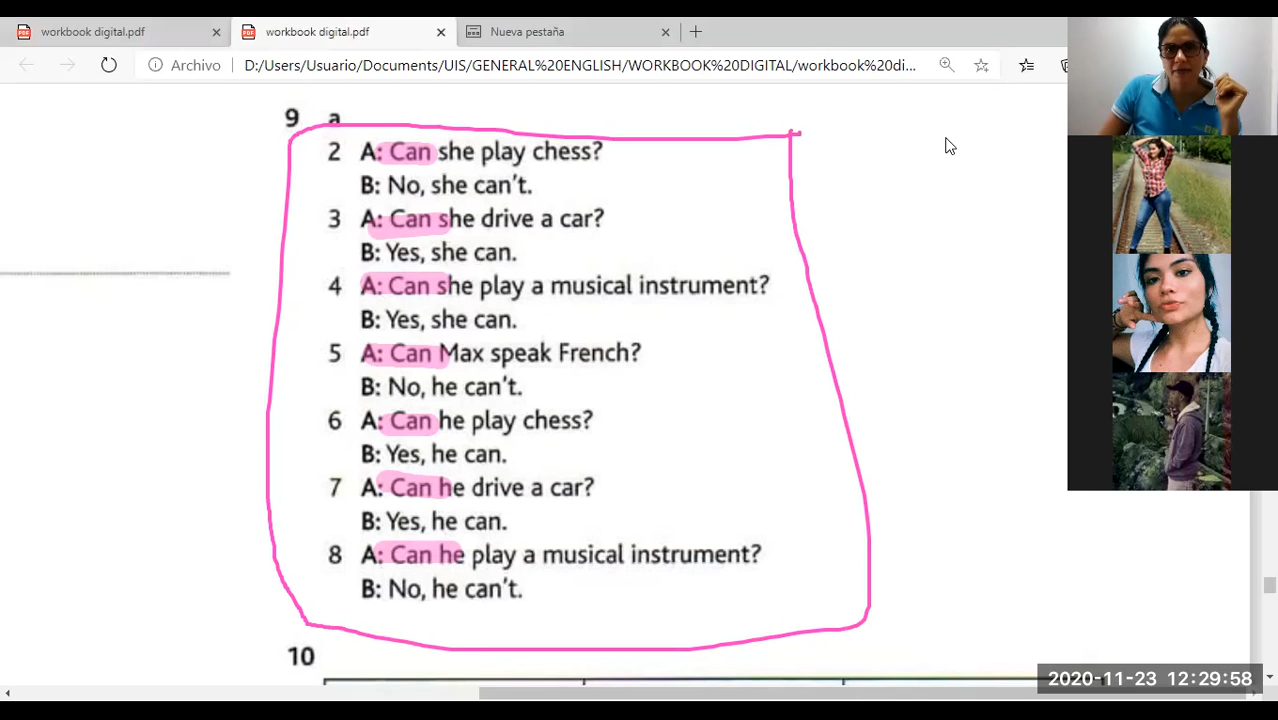 workbook digital.pdf
workbook digital.pdf
Nueva pestaña
Archivo
D:/Users/Usuario/Documents/UIS/GENERAL%20ENGLISH/WORKBOOK%20DIGITAL/workbook%20di...
9 a
2 A: Can she play chess?
B: No, she can't.
3 A: Can she drive a car?
B: Yes, she can.
4 A: Can she play a musical instrument?
B: Yes, she can.
5 A: Can Max speak French?
B: No, he can't.
6 A: Can he play chess?
B: Yes, he can.
7 A: Can he drive a car?
B: Yes, he can.
8 A: Can he play a musical instrument?
B: No, he can't.
10
2020-11-23 12:29:58